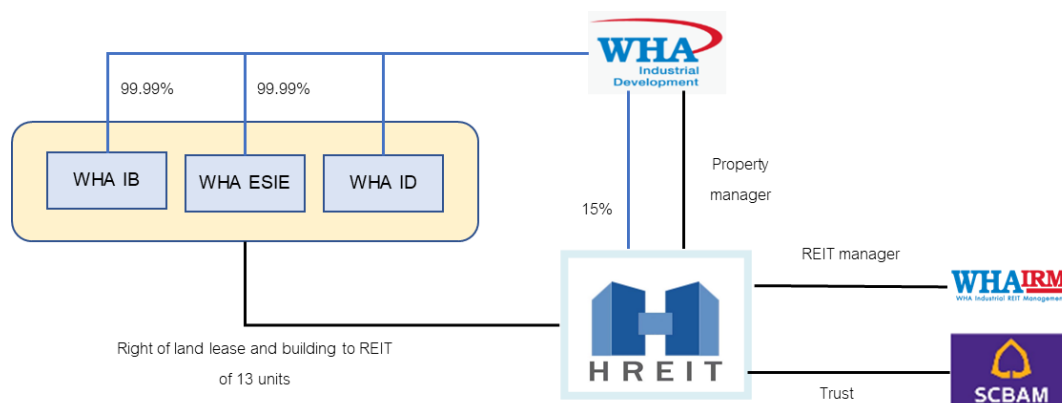 WHA
Industrial
Development
99.99%
99.99%
WHA IB
WHA ESIE
WHA ID
15%
Property
manager
REIT manager
WHAIRM
WHA Industrial REIT Management
HREIT
Right of land lease and building to REIT
of 13 units
Trust
SCBAM